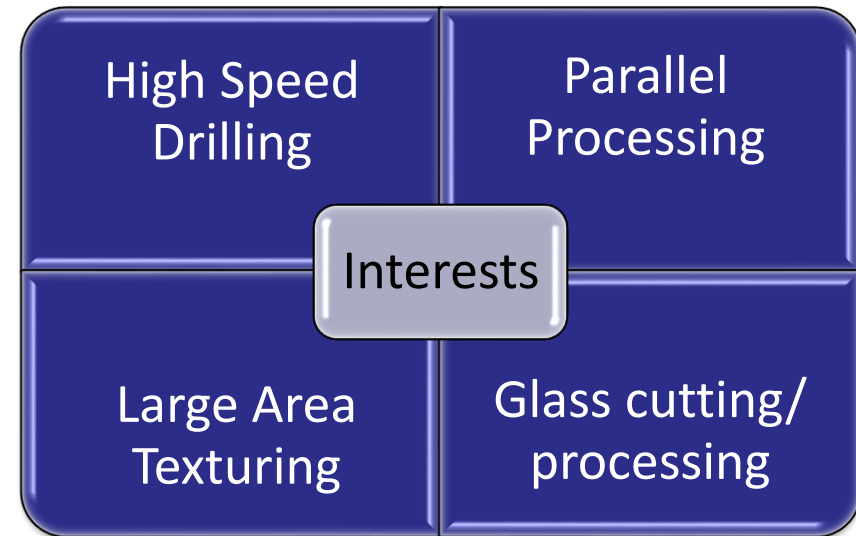 High Speed
Drilling
Parallel
Processing
Interests
Large Area
Texturing
Glass cutting/
processing